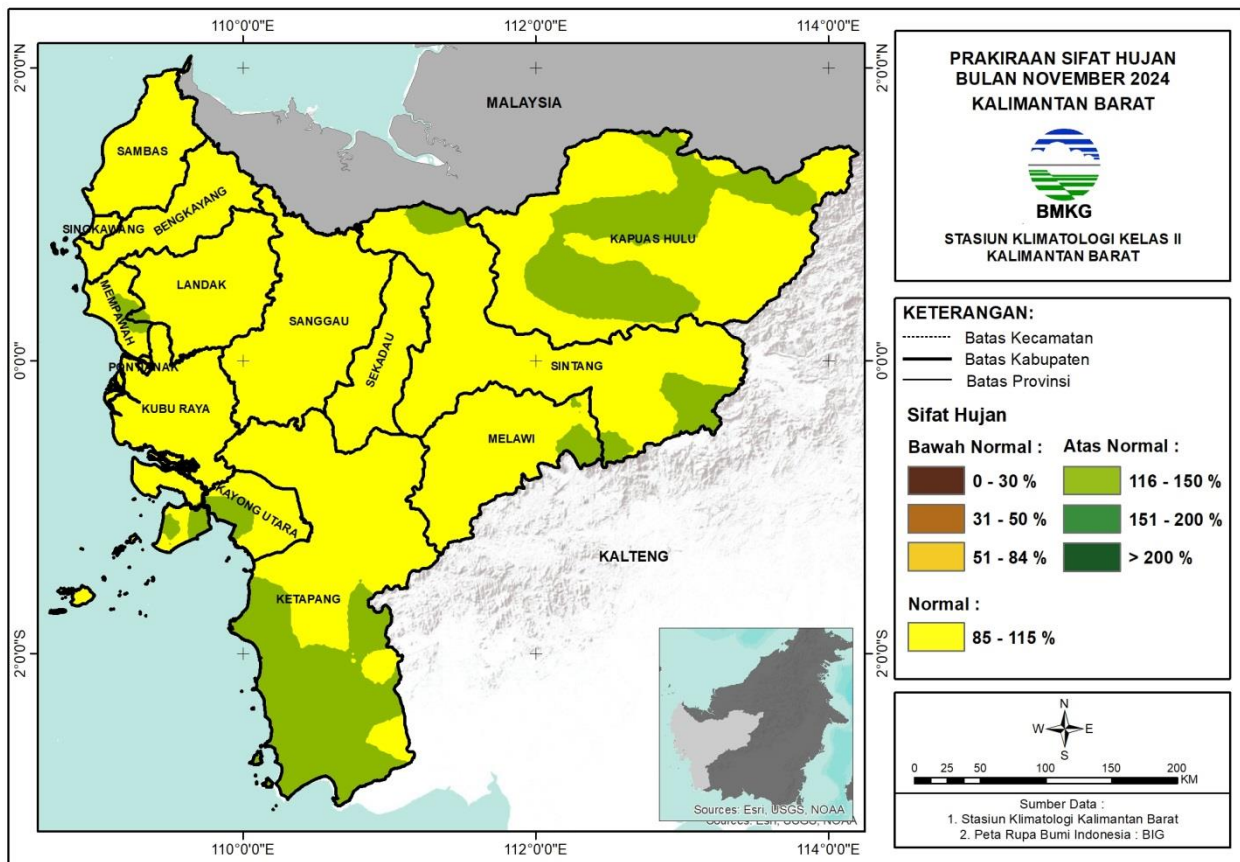 110°0'0"E
112°0'0"E
114°0'0"E
2°0'0"N
0°0'0"
2°0'0"S
MALAYSIA
SAMBAS
BENGKAYANG
SINGKAWANG
LANDAK
MEMPAWAH
SANGGAU
SEKADAU
KAPUAS HULU
SINTANG
PONTIANAK
KUBU RAYA
MELAWI
KAYONG UTARA
KETAPANG
KALTENG
Sources: Esri, USGS, NOAA
Sources: Esri, USGS, NOAA
2°0'0"N
0°0'0"
2°0'0"S
110°0'0"E
112°0'0"E
114°0'0"E
PRAKIRAAN SIFAT HUJAN
BULAN NOVEMBER 2024
KALIMANTAN BARAT
BMKG
STASIUN KLIMATOLOGI KELAS II
KALIMANTAN BARAT
KETERANGAN:
Batas Kecamatan
Batas Kabupaten
Batas Provinsi
Sifat Hujan
Bawah Normal : Atas Normal :
0 - 30 % 116 - 150 %
31 - 50 % 151 - 200 %
51 - 84 % > 200 %
Normal :
85 - 115 %
N
W E
S
0 25 50 100 150 200
KM
Sumber Data :
1. Stasiun Klimatologi Kalimantan Barat
2. Peta Rupa Bumi Indonesia : BIG